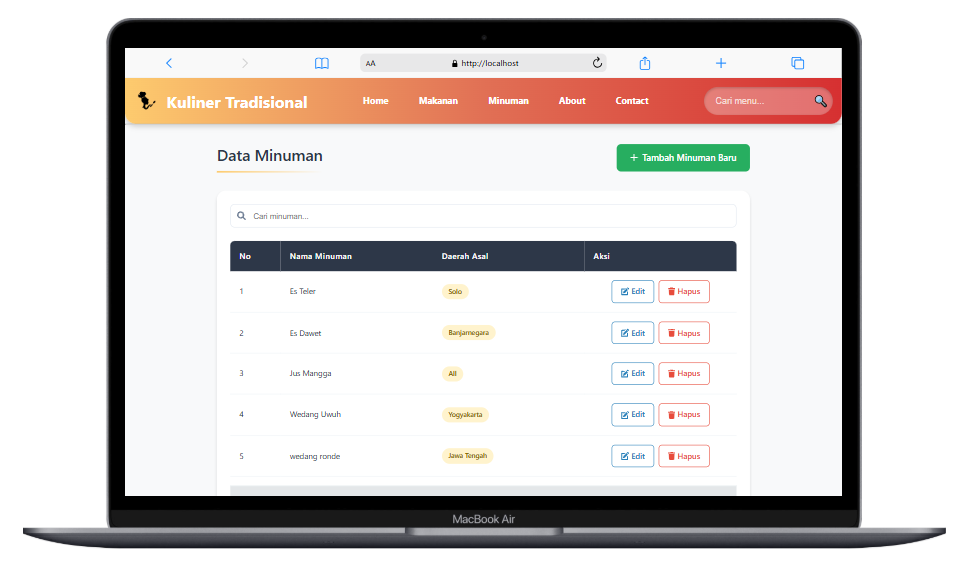 AA http://localhost
Kuliner Tradisional Home Makanan Minuman About Contact Cari menu...
Data Minuman + Tambah Minuman Baru
Cari minuman...
No Nama Minuman Daerah Asal Aksi
1 Es Teler Solo Edit Hapus
2 Es Dawet Banjarnegara Edit Hapus
3 Jus Mangga All Edit Hapus
4 Wedang Uwuh Yogyakarta Edit Hapus
5 wedang ronde Jawa Tengah Edit Hapus
MacBook Air